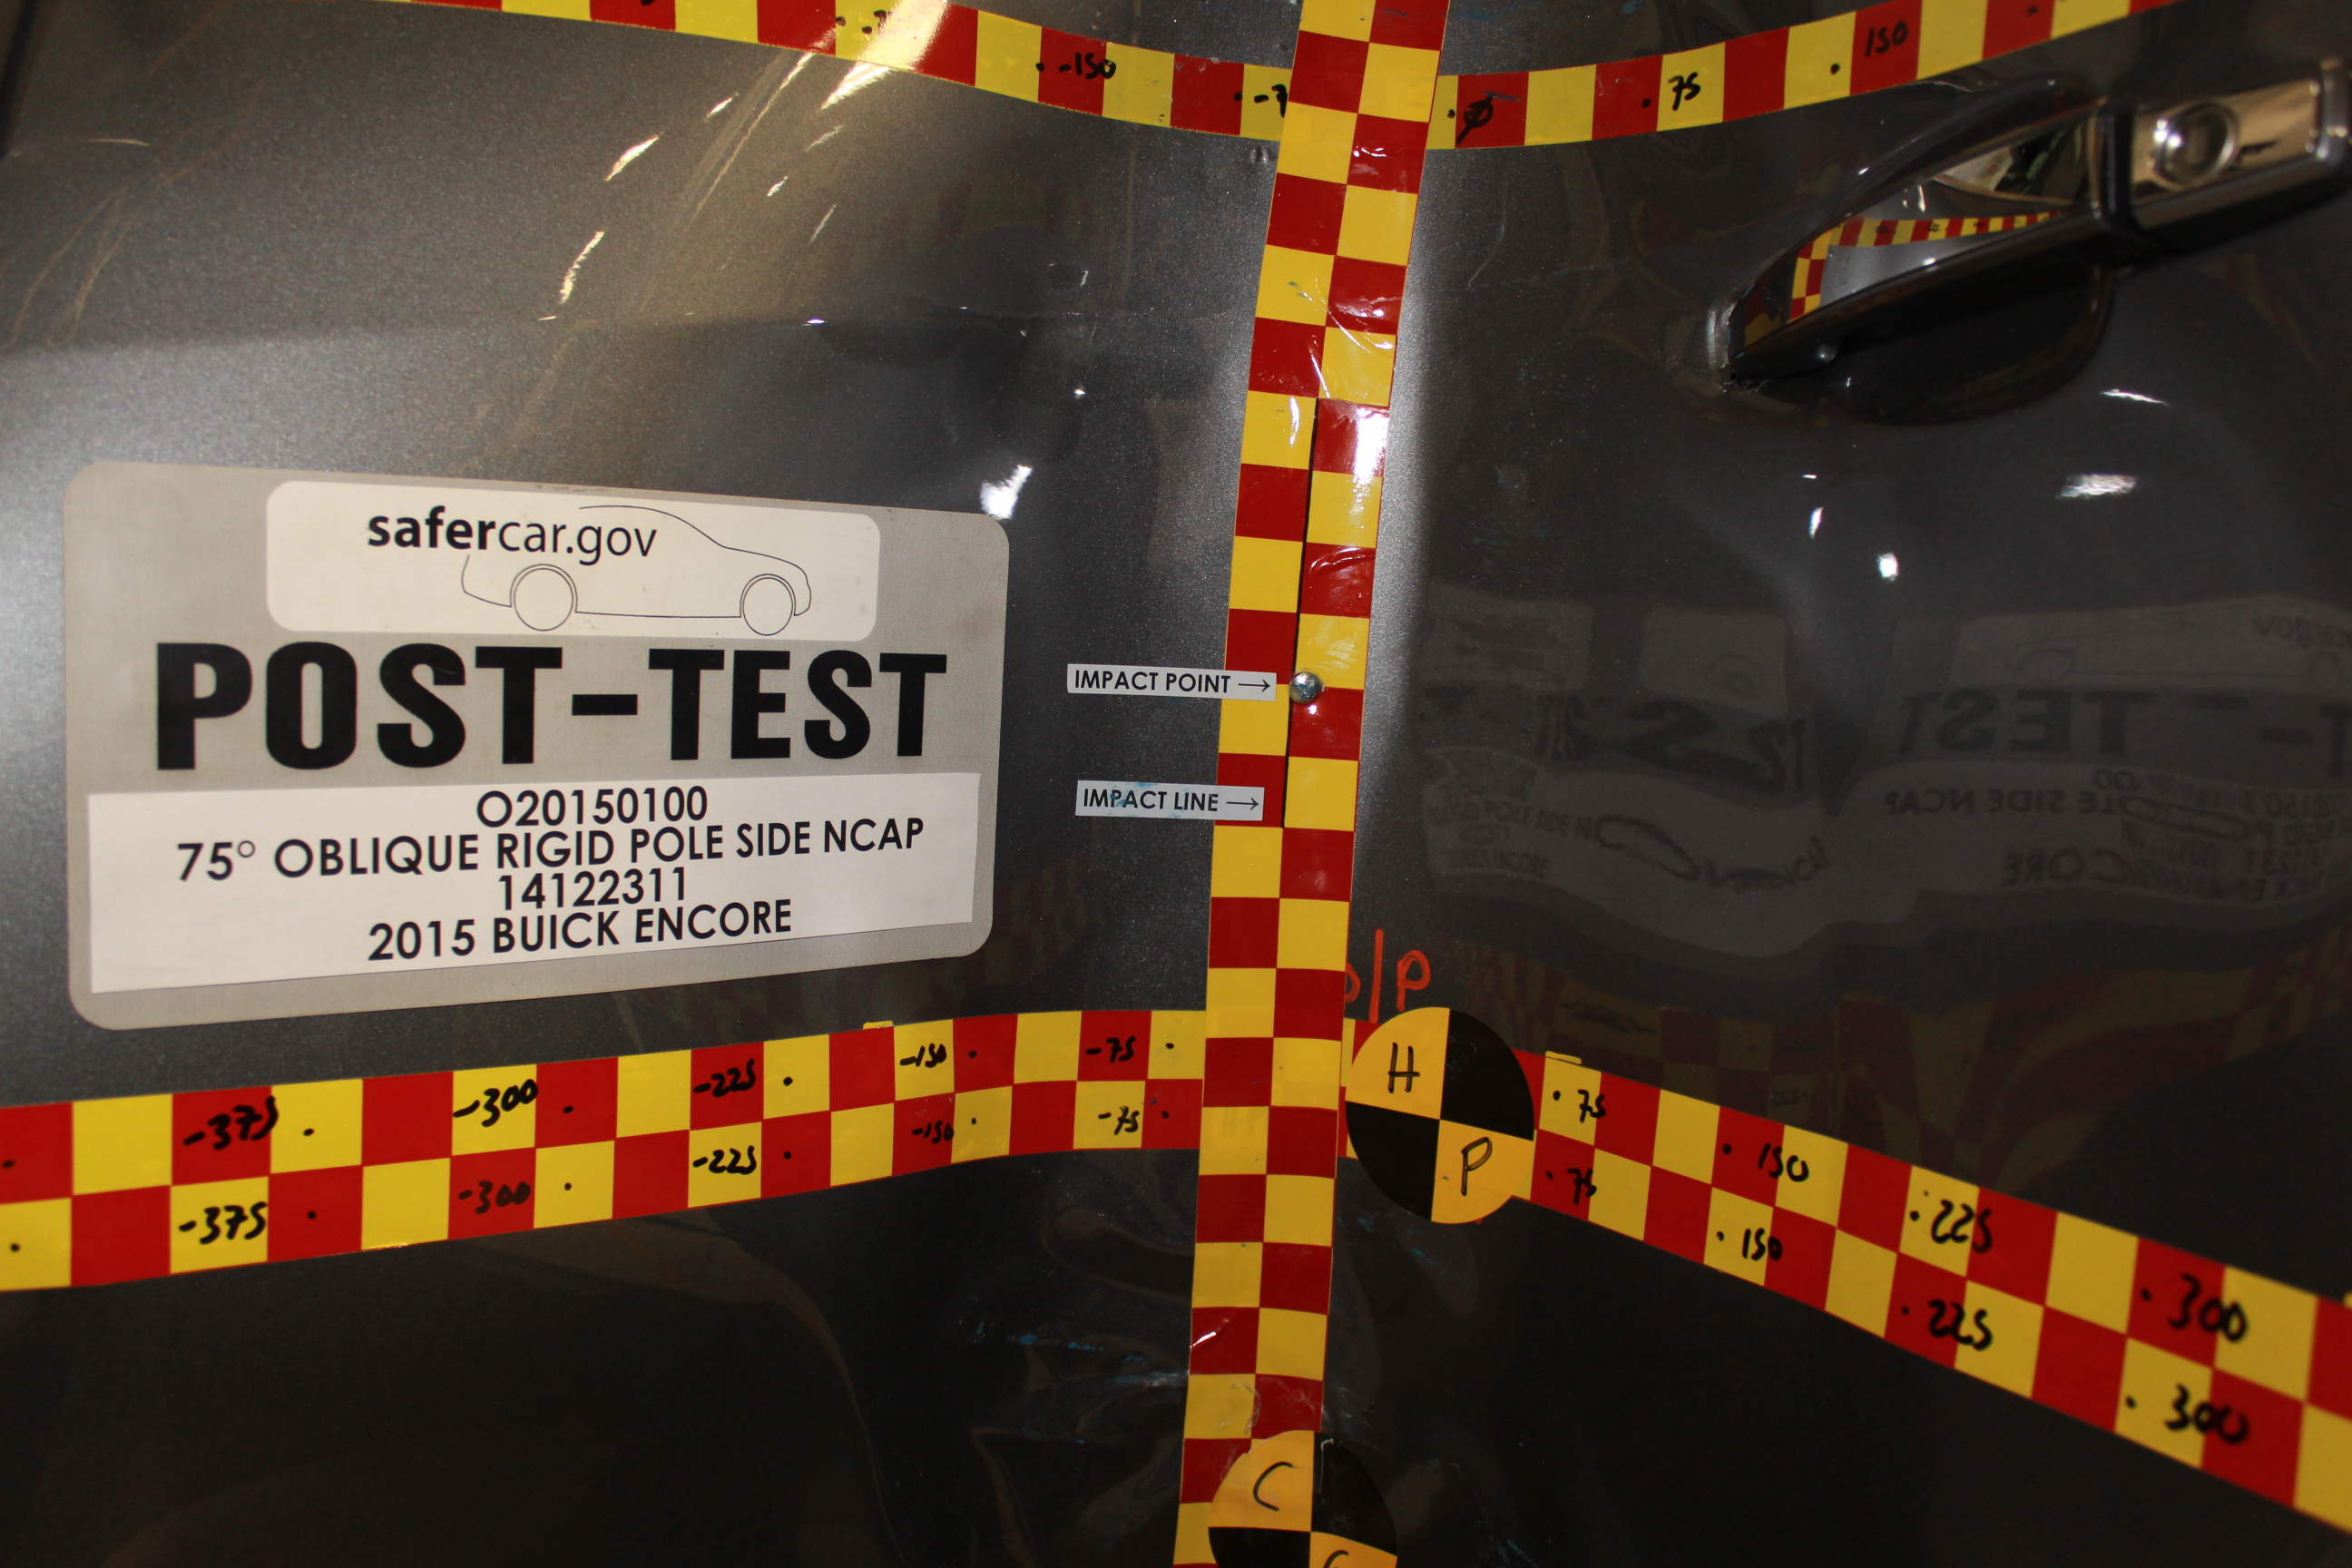 -150
75
150
safercar.gov
POST-TEST
O20150100
75° OBLIQUE RIGID POLE SIDE NCAP
14122311
2015 BUICK ENCORE
IMPACT POINT →
IMPACT LINE →
H
P
-375 -300 -225 -150 -75 75 150 225 300
-375 -300 -225 -150 -75 75 150 225 300
C